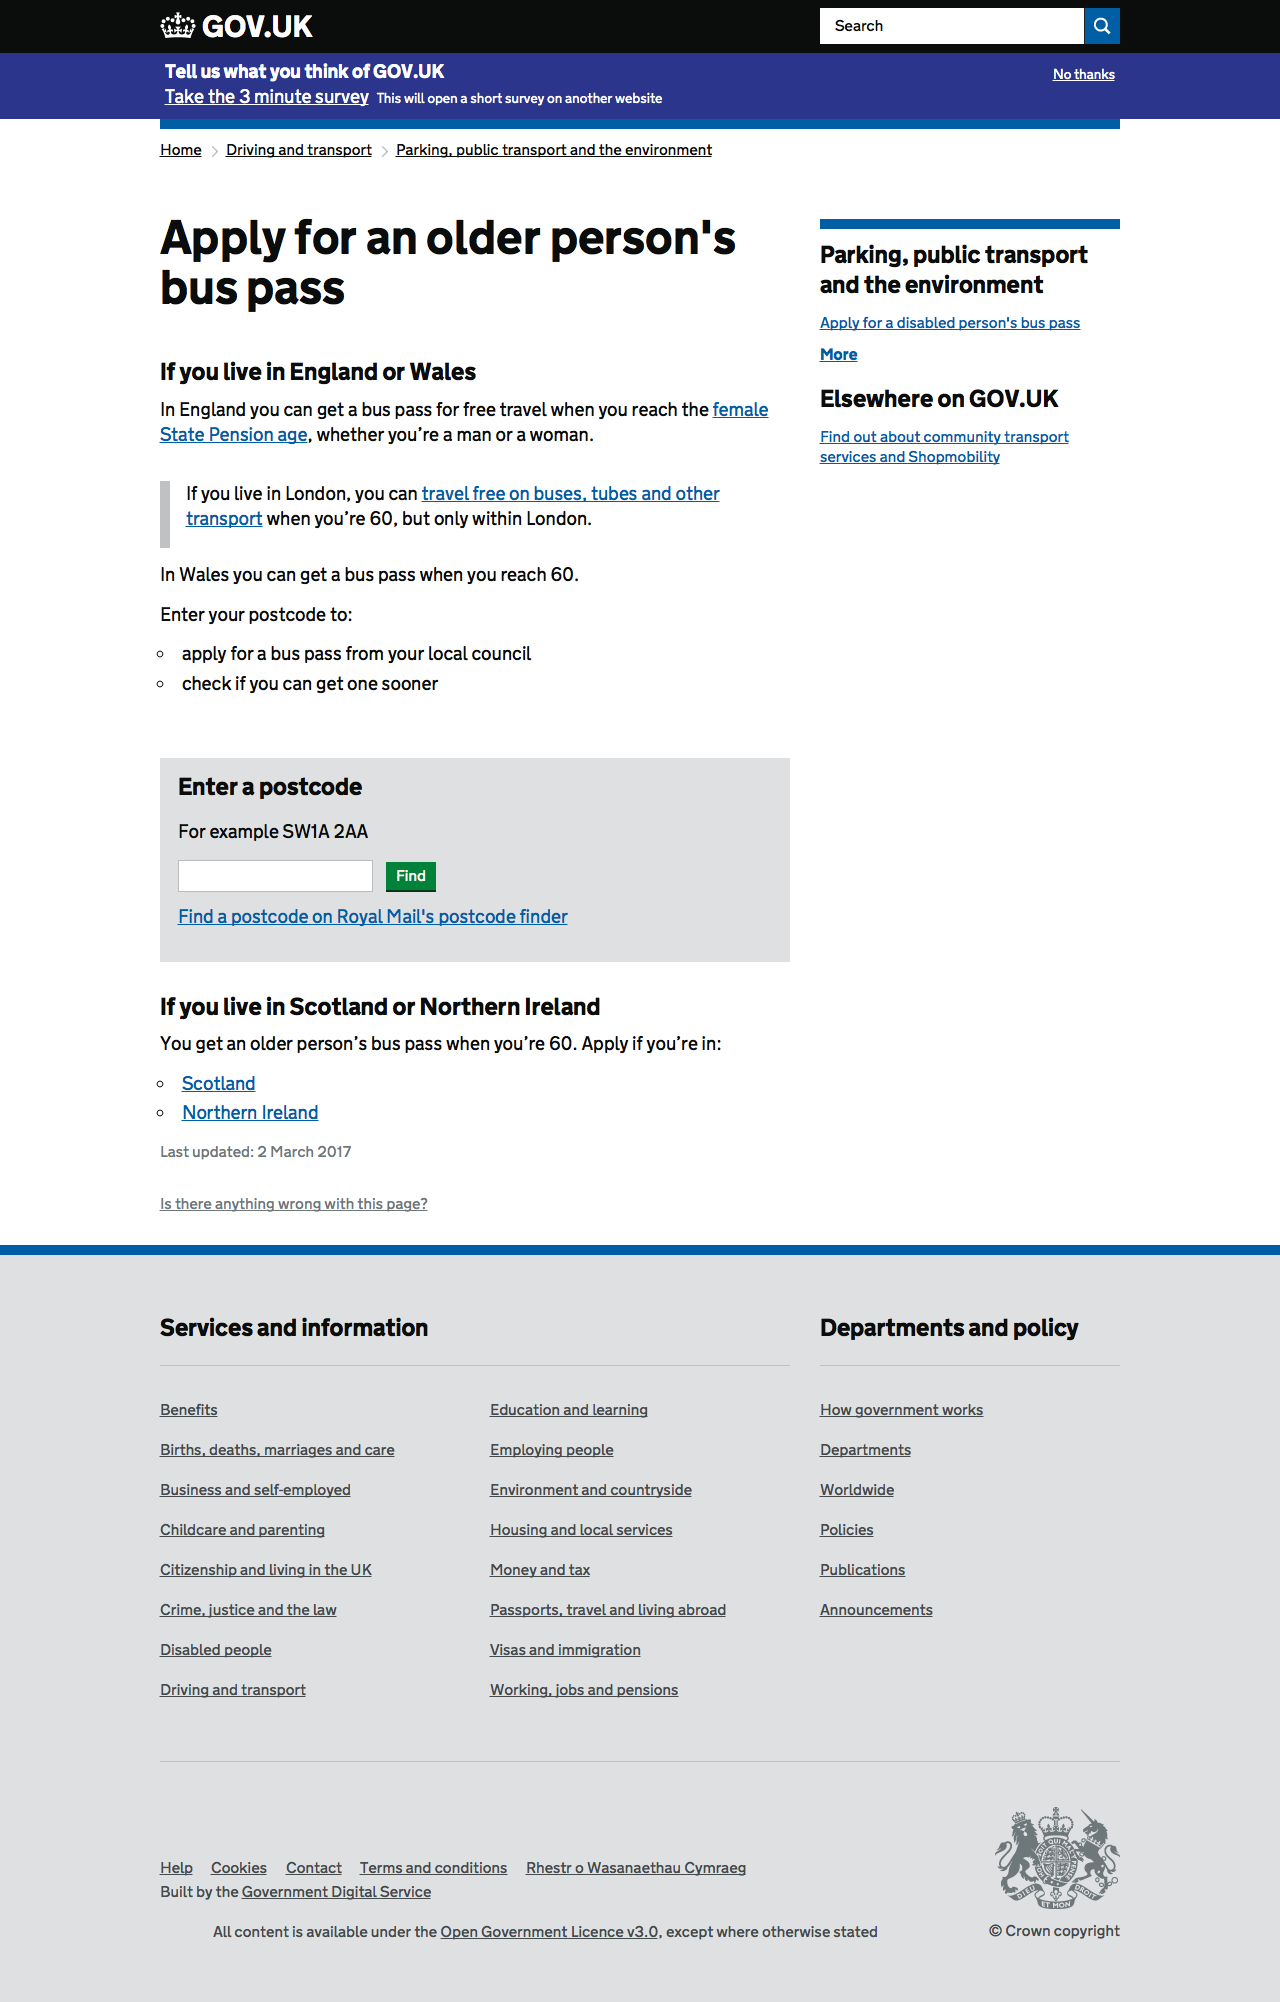 GOV.UK
Search
Tell us what you think of GOV.UK
No thanks
Take the 3 minute survey This will open a short survey on another website
Home
Driving and transport
Parking, public transport and the environment
Apply for an older person's
bus pass
If you live in England or Wales
In England you can get a bus pass for free travel when you reach the female
State Pension age, whether you’re a man or a woman.
If you live in London, you can travel free on buses, tubes and other
transport when you’re 60, but only within London.
In Wales you can get a bus pass when you reach 60.
Enter your postcode to:
apply for a bus pass from your local council
check if you can get one sooner
Enter a postcode
For example SW1A 2AA
Find
Find a postcode on Royal Mail's postcode finder
If you live in Scotland or Northern Ireland
You get an older person’s bus pass when you’re 60. Apply if you’re in:
Scotland
Northern Ireland
Last updated: 2 March 2017
Is there anything wrong with this page?
Parking, public transport
and the environment
Apply for a disabled person's bus pass
More
Elsewhere on GOV.UK
Find out about community transport
services and Shopmobility
Services and information
Benefits
Births, deaths, marriages and care
Business and self-employed
Childcare and parenting
Citizenship and living in the UK
Crime, justice and the law
Disabled people
Driving and transport
Education and learning
Employing people
Environment and countryside
Housing and local services
Money and tax
Passports, travel and living abroad
Visas and immigration
Working, jobs and pensions
Departments and policy
How government works
Departments
Worldwide
Policies
Publications
Announcements
Help Cookies Contact Terms and conditions Rhestr o Wasanaethau Cymraeg
Built by the Government Digital Service
All content is available under the Open Government Licence v3.0, except where otherwise stated
DIEU ET MON DROIT
© Crown copyright